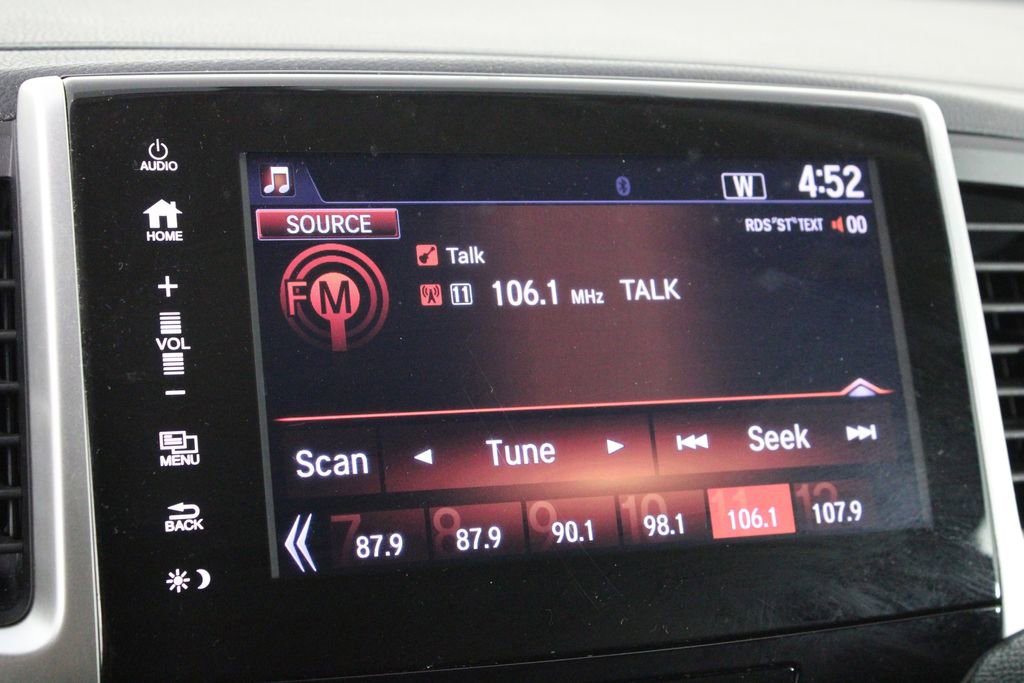 AUDIO
HOME
+
VOL
−
MENU
BACK
W 4:52
SOURCE
RDS "ST" TEXT 00
FM
Talk
11 106.1 MHz TALK
Scan Tune Seek
7 87.9 8 87.9 9 90.1 10 98.1 11 106.1 12 107.9